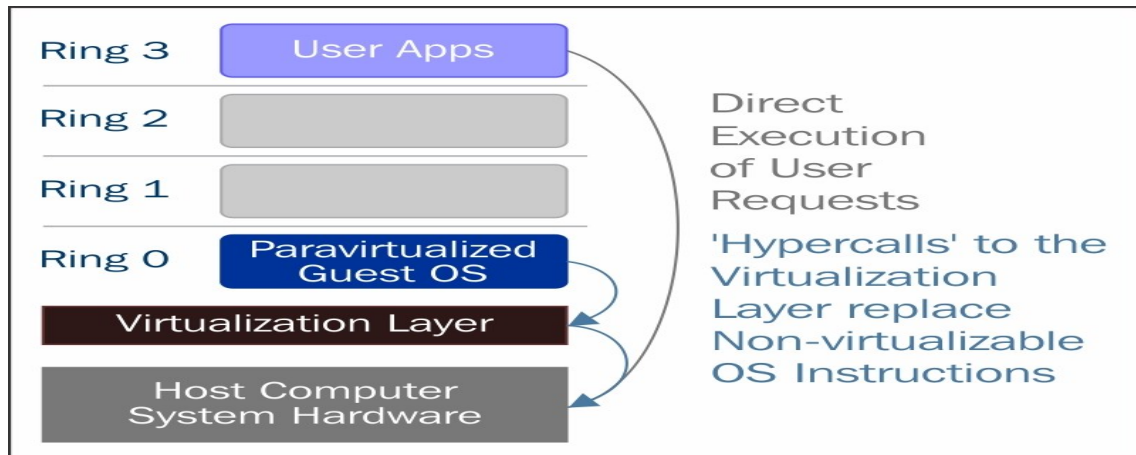 Ring 3
User Apps
Ring 2
Ring 1
Ring 0
Paravirtualized
Guest OS
Virtualization Layer
Host Computer
System Hardware
Direct
Execution
of User
Requests
'Hypercalls' to the
Virtualization
Layer replace
Non-virtualizable
OS Instructions